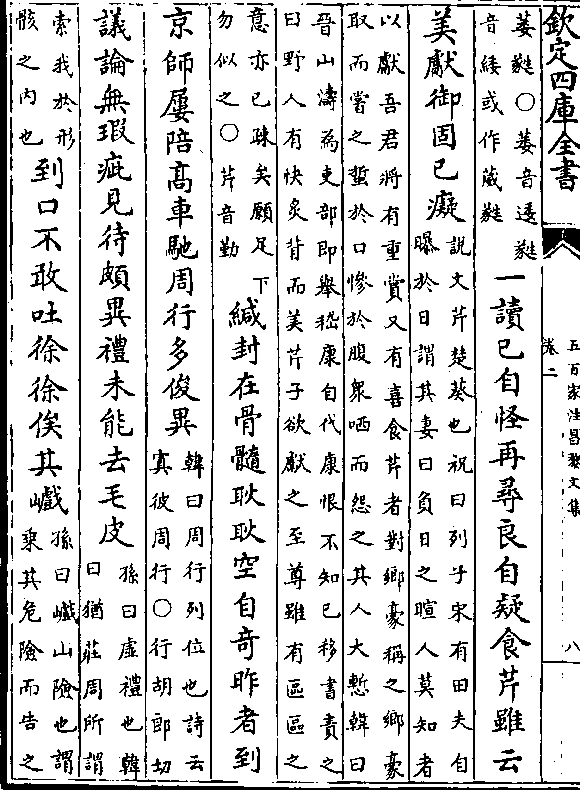 欽定四庫全書
五百家注昌黎文集
卷二
八
萎蕤○萎音逶蕤
音緌或作葳蕤
一讀已自怪再尋良自疑食芹雖云
美獻御固已癡
說文芹楚葵也祝曰列子宋有田夫自
曝於日謂其妻曰負日之暄人莫知者
以獻吾君將有重賞又有喜食芹者對鄉豪稱之鄉豪
取而嘗之蜇於口慘於腹衆哂而怨之其人大慙韓曰
晉山濤為吏部即舉嵇康自代康恨不知已移書責之
曰野人有快炙背而美芹子欲獻之至尊雖有區區之
意亦已疎矣願足下
勿似之○芹音勤
緘封在骨髓耿耿空自奇昨者到
京師屢陪高車馳周行多俊異
韓曰周行列位也詩云
寘彼周行○行胡郎切
議論無瑕疵見待頗異禮未能去毛皮
孫曰虛禮也韓
曰猶莊周所謂
索我於形
骸之内也
到口不敢吐徐徐俟其巇
孫曰巇山險也謂
乘其危險而告之